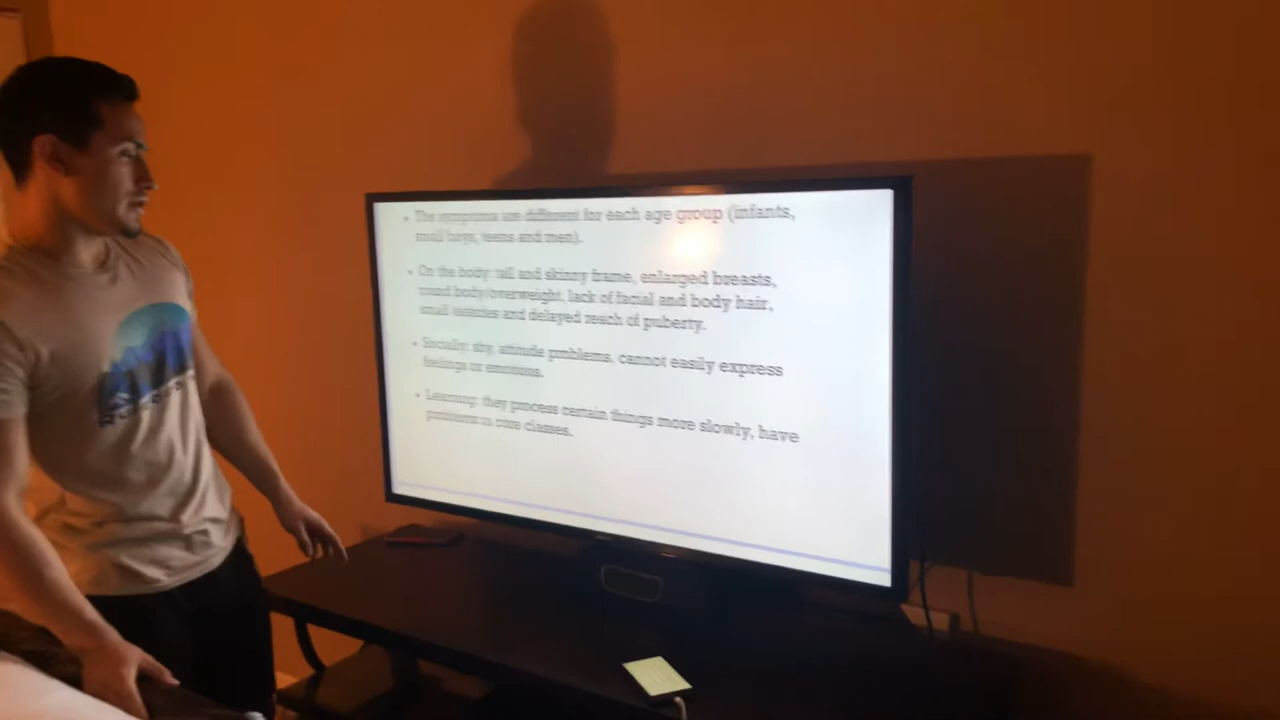 • The symptoms are different for each age group (infants,
small boys, teens and men).
• On the body: tall and skinny frame, enlarged breasts,
round body/overweight, lack of facial and body hair,
small testicles and delayed reach of puberty.
• Socially: shy, attitude problems. cannot easily express
feelings or emotions.
• Learning: they process certain things more slowly, have
problems in core classes.